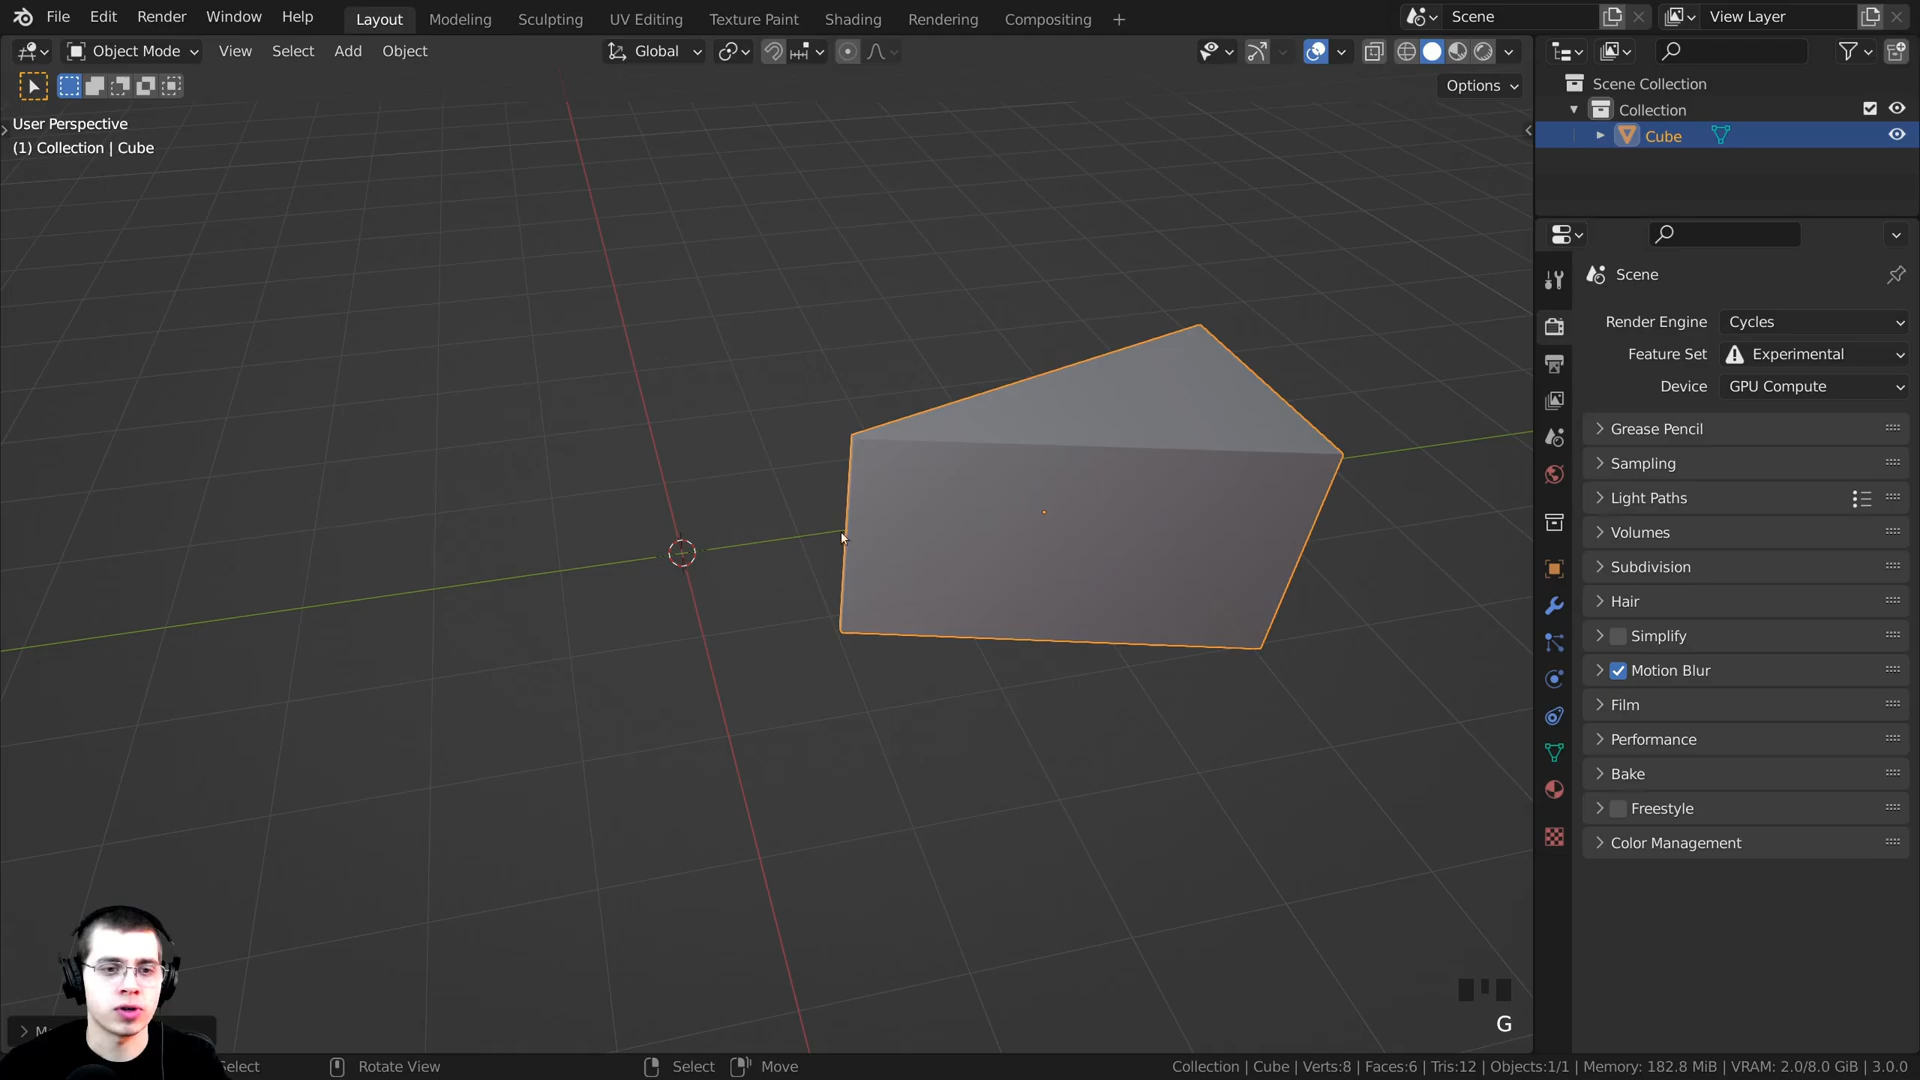 File Edit Render Window Help Layout Modeling Sculpting UV Editing Texture Paint Shading Rendering Compositing + Scene View Layer
Object Mode View Select Add Object Global
Options
User Perspective
(1) Collection | Cube
Scene Collection
Collection
Cube
Scene
Render Engine Cycles
Feature Set Experimental
Device GPU Compute
Grease Pencil
Sampling
Light Paths
Volumes
Subdivision
Hair
Simplify
Motion Blur
Film
Performance
Bake
Freestyle
Color Management
G
Rotate View Select Move Collection | Cube | Verts:8 | Faces:6 | Tris:12 | Objects:1/1 | Memory: 182.8 MiB | VRAM: 2.0/8.0 GiB | 3.0.0